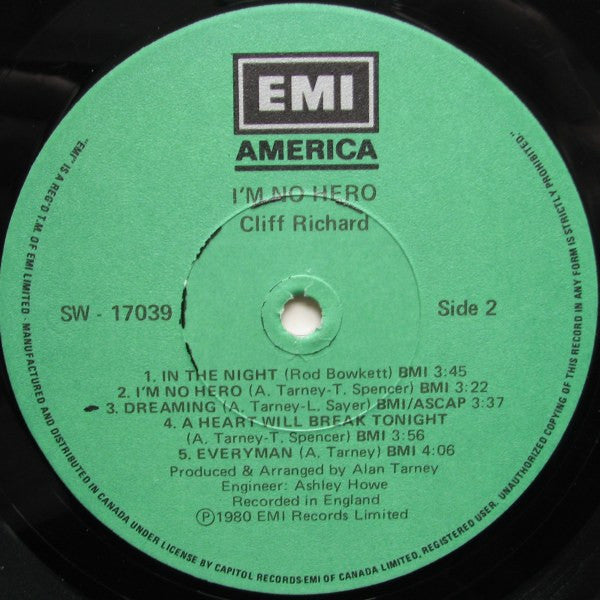 EMI
AMERICA
I'M NO HERO
Cliff Richard
SW - 17039
Side 2
1. IN THE NIGHT (Rod Bowkett) BMI 3:45
2. I'M NO HERO (A. Tarney-T. Spencer) BMI 3:22
3. DREAMING (A. Tarney-L. Sayer) BMI/ASCAP 3:37
4. A HEART WILL BREAK TONIGHT
(A. Tarney-T. Spencer) BMI 3:56
5. EVERYMAN (A. Tarney) BMI 4:06
Produced & Arranged by Alan Tarney
Engineer: Ashley Howe
Recorded in England
Ⓟ1980 EMI Records Limited
"EMI" IS A REG'D T.M. OF EMI LIMITED - MANUFACTURED AND DISTRIBUTED IN CANADA UNDER LICENSE BY CAPITOL RECORDS-EMI OF CANADA LIMITED, REGISTERED USER. UNAUTHORIZED COPYING OF THIS RECORD IN ANY FORM IS STRICTLY PROHIBITED."